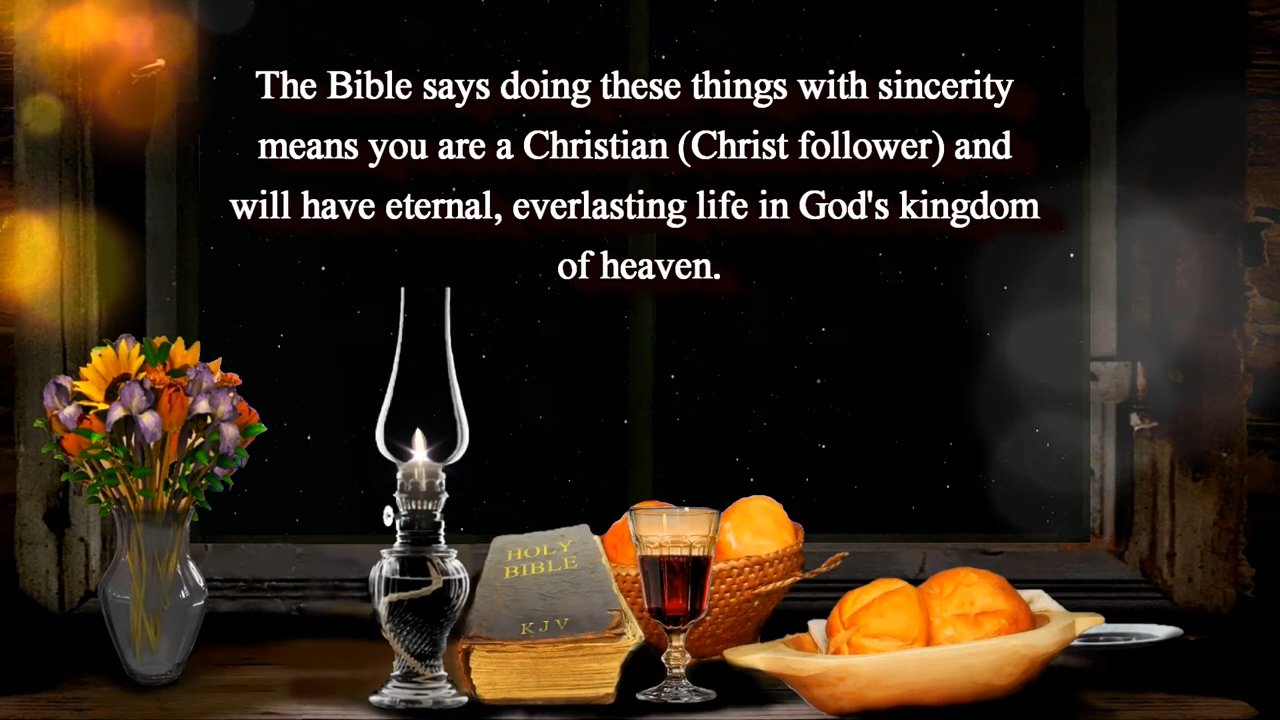 The Bible says doing these things with sincerity
means you are a Christian (Christ follower) and
will have eternal, everlasting life in God's kingdom
of heaven.
HOLY
BIBLE
KJV